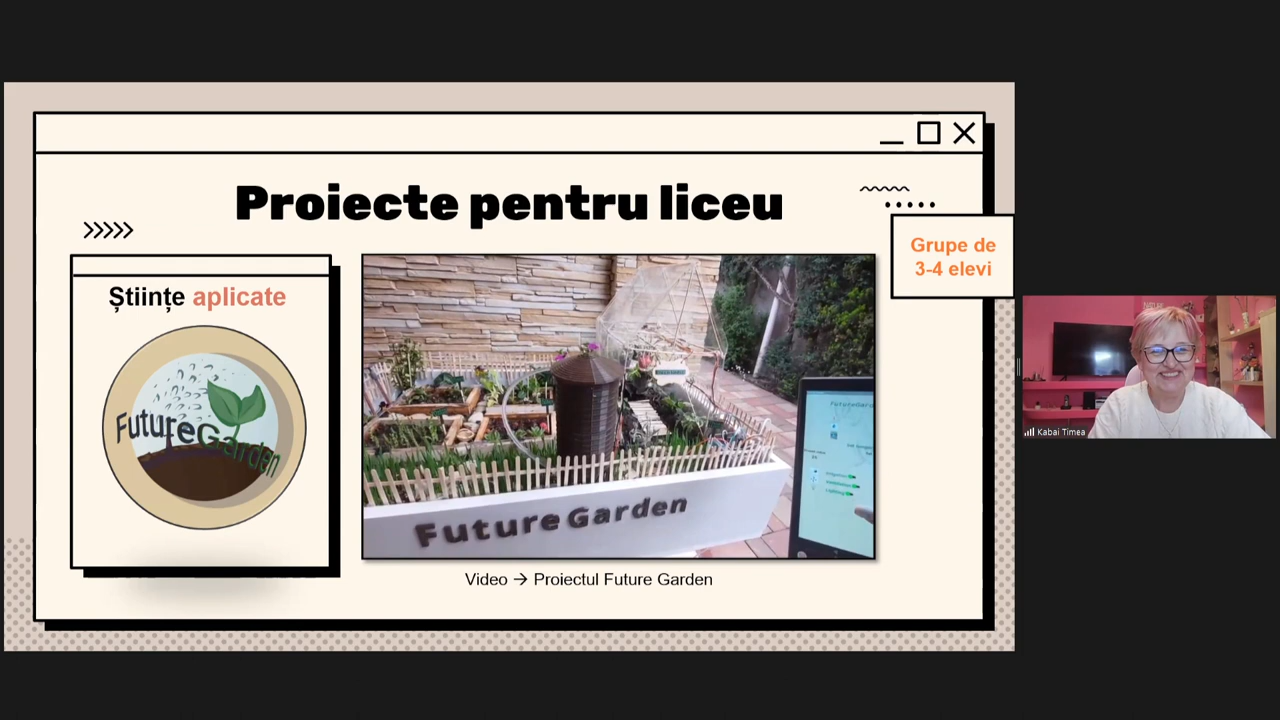 Proiecte pentru liceu
Grupe de
3-4 elevi
Științe aplicate
FutureGarden
Future Garden
Video → Proiectul Future Garden
Kabai Timea